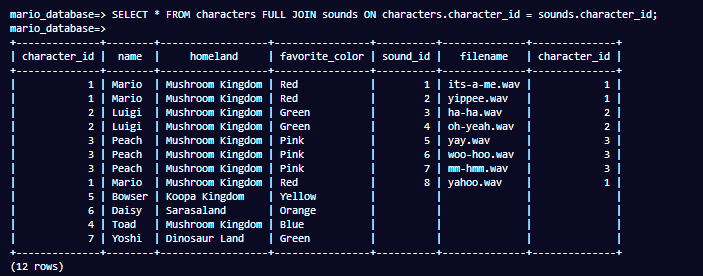 mario_database=> SELECT * FROM characters FULL JOIN sounds ON characters.character_id = sounds.character_id;
mario_database=>
+--------------+--------+------------------+----------------+----------+--------------+--------------+
| character_id | name | homeland | favorite_color | sound_id | filename | character_id |
+--------------+--------+------------------+----------------+----------+--------------+--------------+
| 1 | Mario | Mushroom Kingdom | Red | 1 | its-a-me.wav | 1 |
| 1 | Mario | Mushroom Kingdom | Red | 2 | yippee.wav | 1 |
| 2 | Luigi | Mushroom Kingdom | Green | 3 | ha-ha.wav | 2 |
| 2 | Luigi | Mushroom Kingdom | Green | 4 | oh-yeah.wav | 2 |
| 3 | Peach | Mushroom Kingdom | Pink | 5 | yay.wav | 3 |
| 3 | Peach | Mushroom Kingdom | Pink | 6 | woo-hoo.wav | 3 |
| 3 | Peach | Mushroom Kingdom | Pink | 7 | mm-hmm.wav | 3 |
| 1 | Mario | Mushroom Kingdom | Red | 8 | yahoo.wav | 1 |
| 5 | Bowser | Koopa Kingdom | Yellow | | | |
| 6 | Daisy | Sarasaland | Orange | | | |
| 4 | Toad | Mushroom Kingdom | Blue | | | |
| 7 | Yoshi | Dinosaur Land | Green | | | |
+--------------+--------+------------------+----------------+----------+--------------+--------------+
(12 rows)